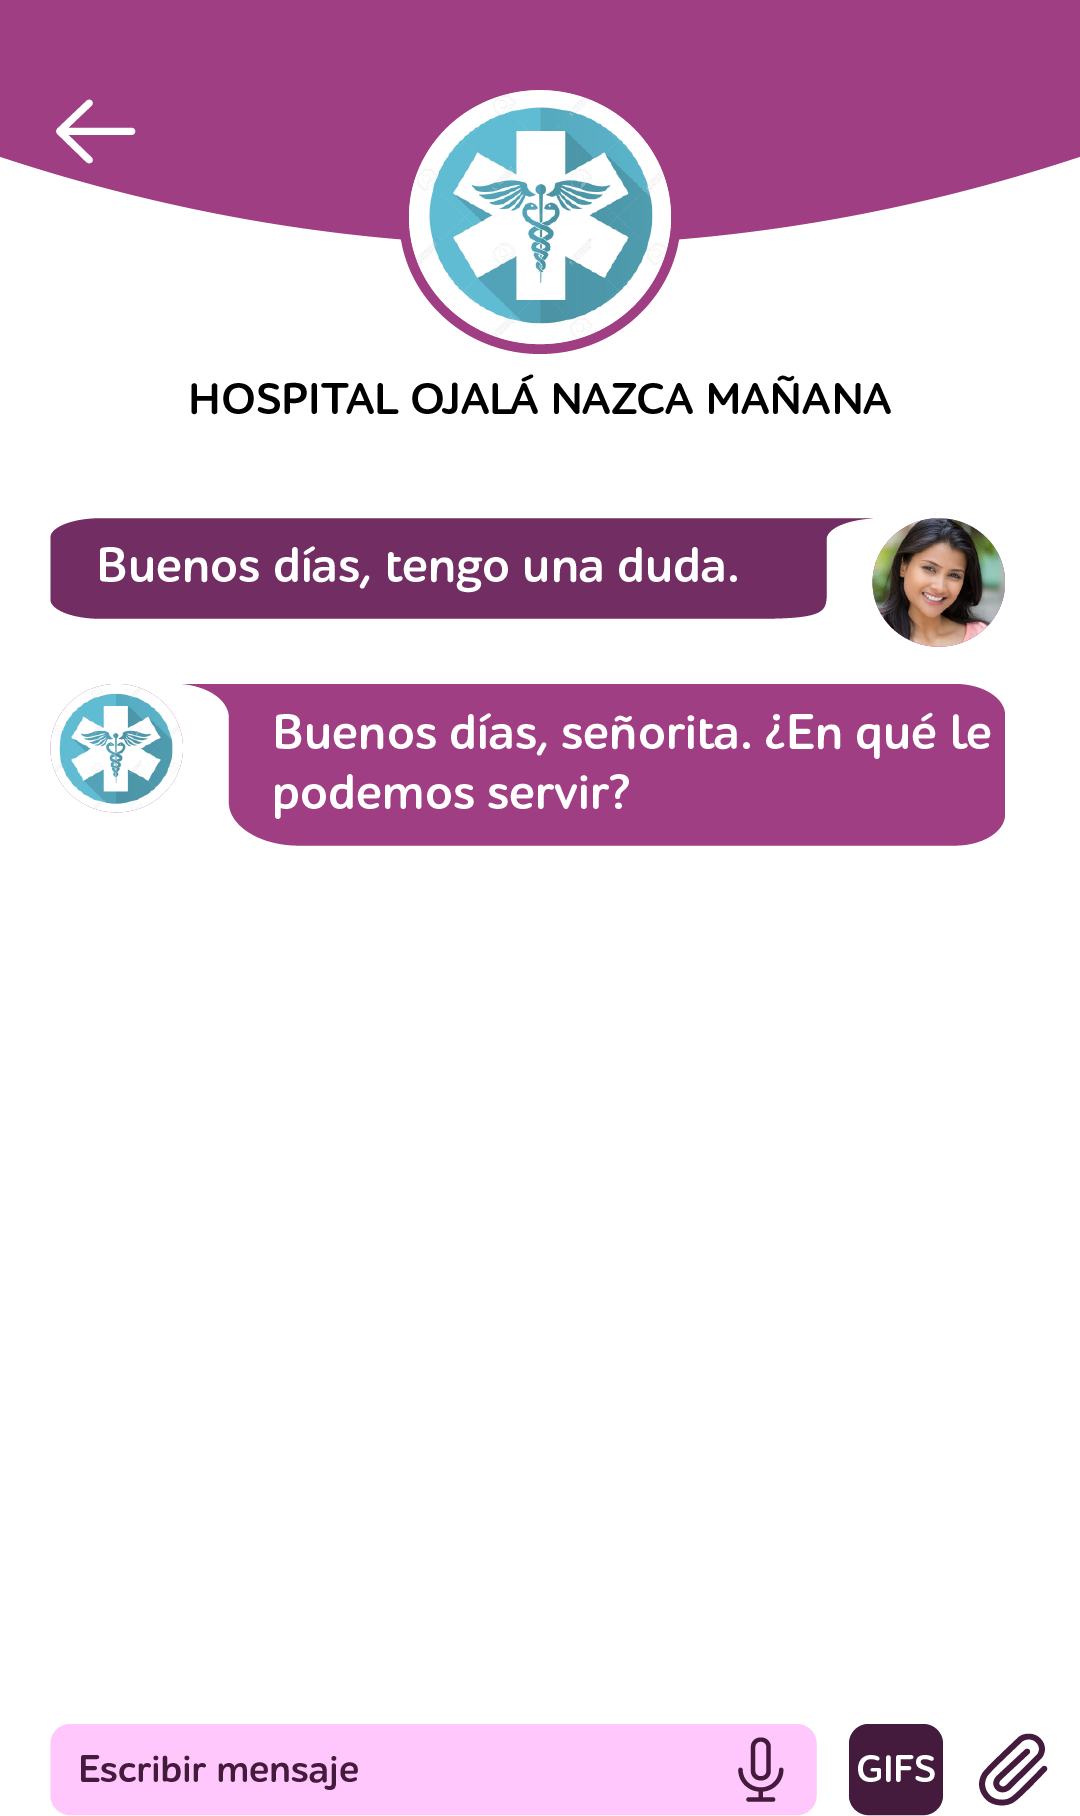 HOSPITAL OJALÁ NAZCA MAÑANA
Buenos días, tengo una duda.
Buenos días, señorita. ¿En qué le
podemos servir?
Escribir mensaje
GIFS